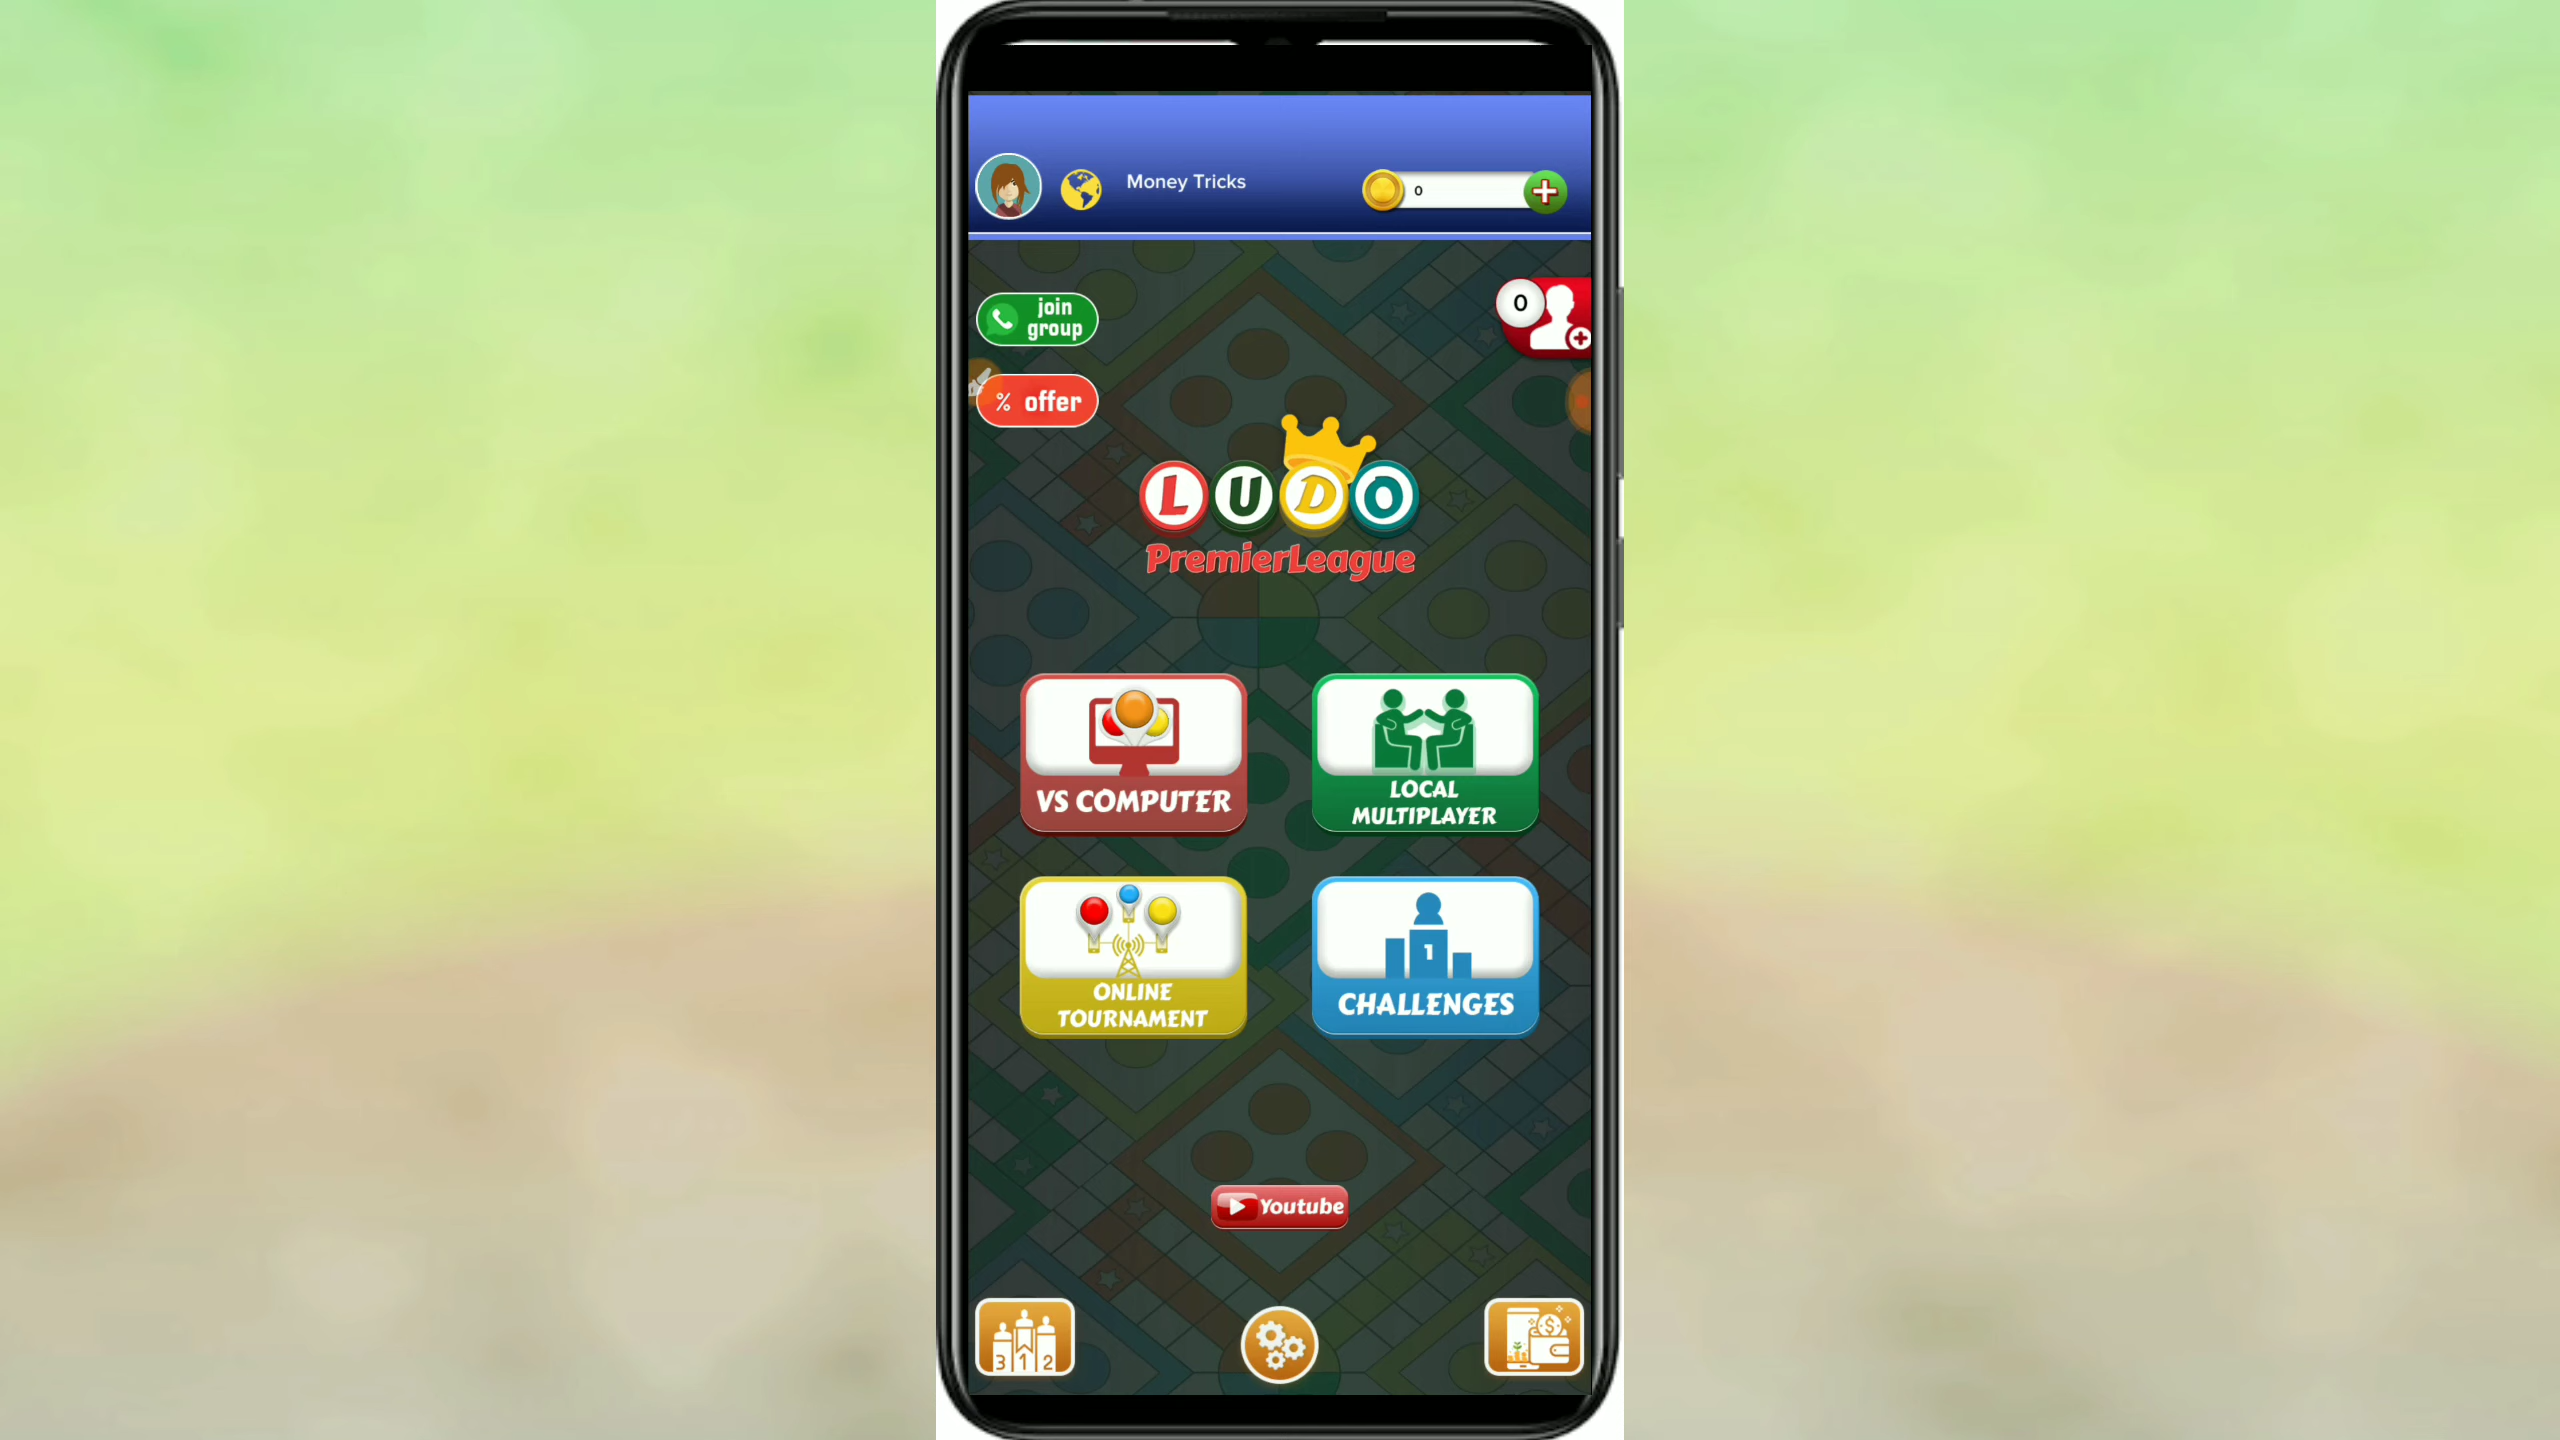 Money Tricks
0
join
group
0
% offer
LUDO
PremierLeague
VS COMPUTER
LOCAL
MULTIPLAYER
1
ONLINE
TOURNAMENT
CHALLENGES
Youtube
3 1 2
$